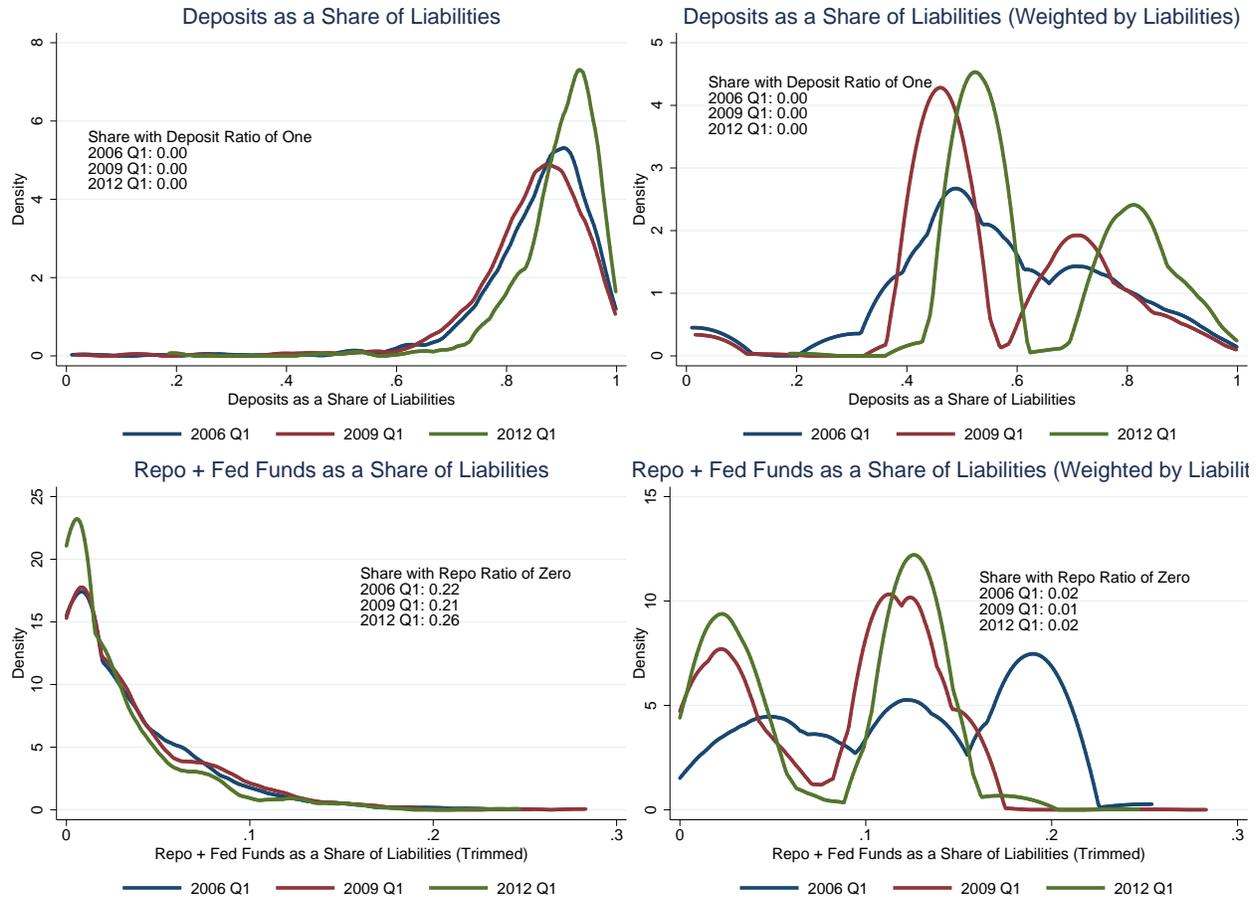 Deposits as a Share of Liabilities
8
6
4
2
0
Density
Share with Deposit Ratio of One
2006 Q1: 0.00
2009 Q1: 0.00
2012 Q1: 0.00
0 .2 .4 .6 .8 1
Deposits as a Share of Liabilities
2006 Q1 2009 Q1 2012 Q1
Deposits as a Share of Liabilities (Weighted by Liabilities)
5
4
3
2
1
0
Density
Share with Deposit Ratio of One
2006 Q1: 0.00
2009 Q1: 0.00
2012 Q1: 0.00
0 .2 .4 .6 .8 1
Deposits as a Share of Liabilities
2006 Q1 2009 Q1 2012 Q1
Repo + Fed Funds as a Share of Liabilities
25
20
15
10
5
0
Density
Share with Repo Ratio of Zero
2006 Q1: 0.22
2009 Q1: 0.21
2012 Q1: 0.26
0 .1 .2 .3
Repo + Fed Funds as a Share of Liabilities (Trimmed)
2006 Q1 2009 Q1 2012 Q1
Repo + Fed Funds as a Share of Liabilities (Weighted by Liabilit
15
10
5
0
Density
Share with Repo Ratio of Zero
2006 Q1: 0.02
2009 Q1: 0.01
2012 Q1: 0.02
0 .1 .2 .3
Repo + Fed Funds as a Share of Liabilities (Trimmed)
2006 Q1 2009 Q1 2012 Q1